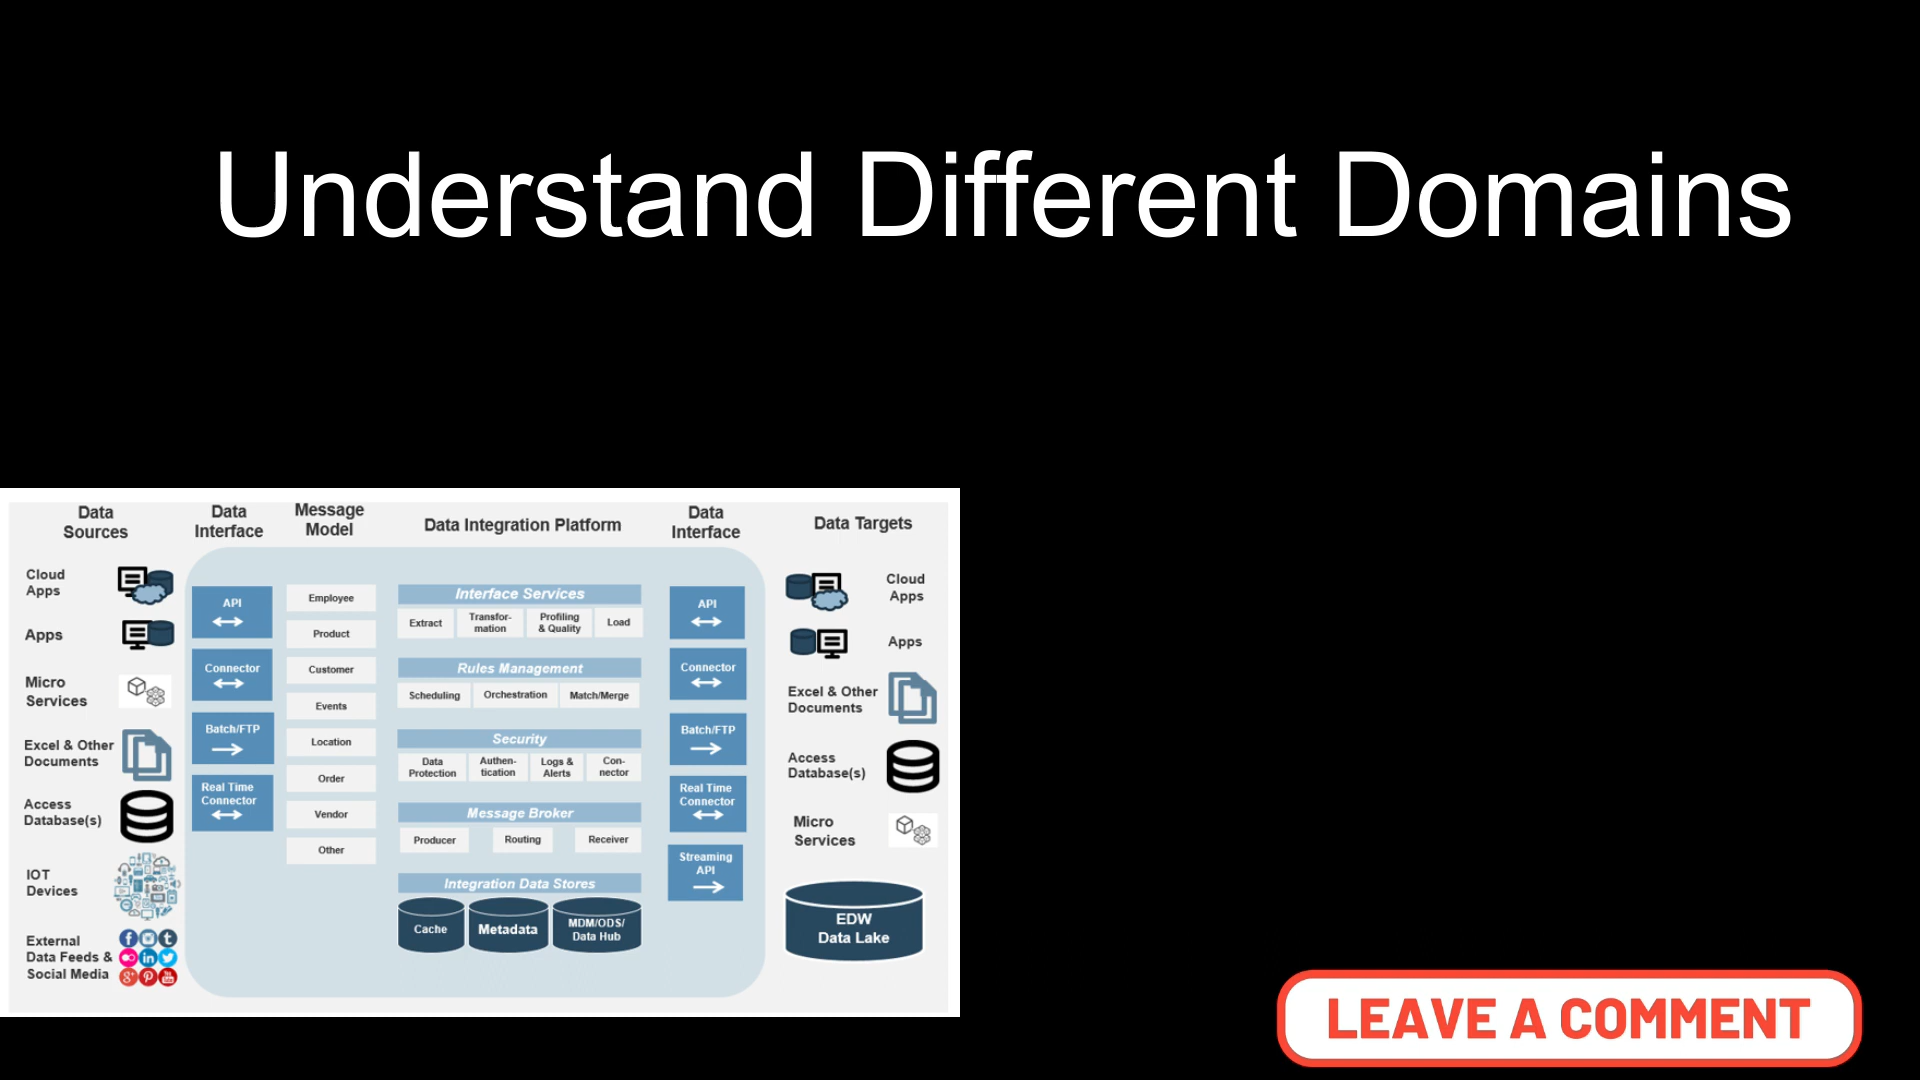 Understand Different Domains
Data
Sources
Data
Interface
Message
Model
Data Integration Platform
Data
Interface
Data Targets
Cloud
Apps
Apps
Micro
Services
Excel & Other
Documents
Access
Database(s)
IOT
Devices
External
Data Feeds &
Social Media
API
Connector
Batch/FTP
Real Time
Connector
Employee
Product
Customer
Events
Location
Order
Vendor
Other
Interface Services
Extract
Transfor-
mation
Profiling
& Quality
Load
Rules Management
Scheduling
Orchestration
Match/Merge
Security
Data
Protection
Authen-
tication
Logs &
Alerts
Con-
nector
Message Broker
Producer
Routing
Receiver
Integration Data Stores
Cache
Metadata
MDM/ODS/
Data Hub
API
Connector
Batch/FTP
Real Time
Connector
Streaming
API
Cloud
Apps
Apps
Excel & Other
Documents
Access
Database(s)
Micro
Services
EDW
Data Lake
LEAVE A COMMENT